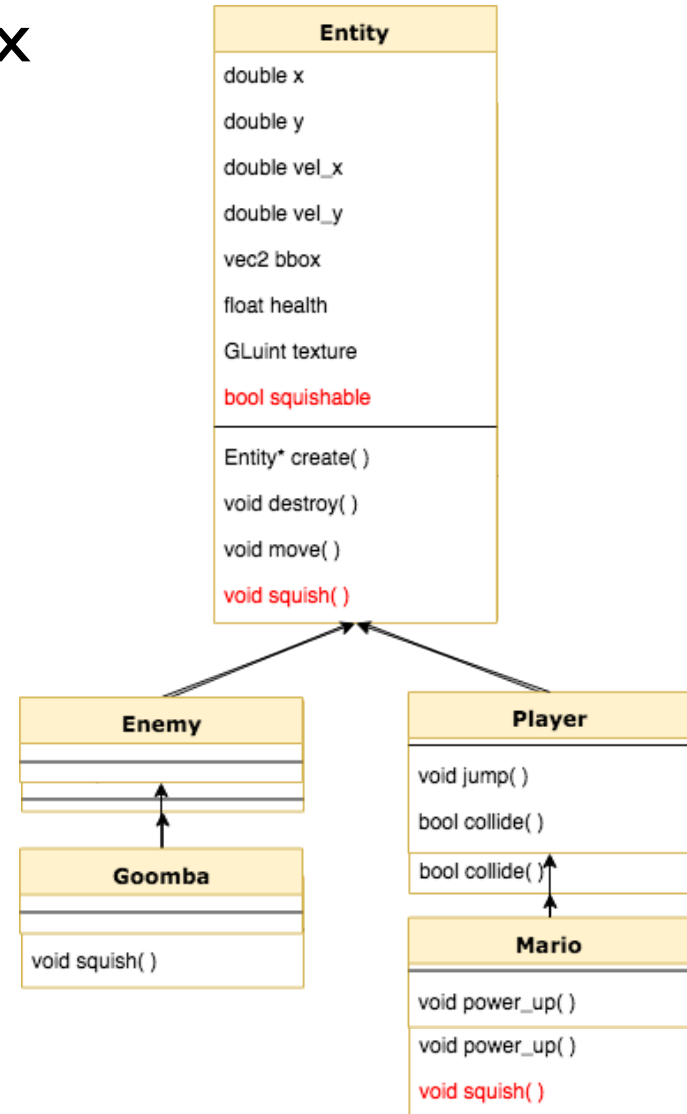 x
Entity
double x
double y
double vel_x
double vel_y
vec2 bbox
float health
GLuint texture
bool squishable
Entity* create( )
void destroy( )
void move( )
void squish( )
Enemy
Goomba
void squish( )
Player
void jump( )
bool collide( )
bool collide( )
Mario
void power_up( )
void power_up( )
void squish( )